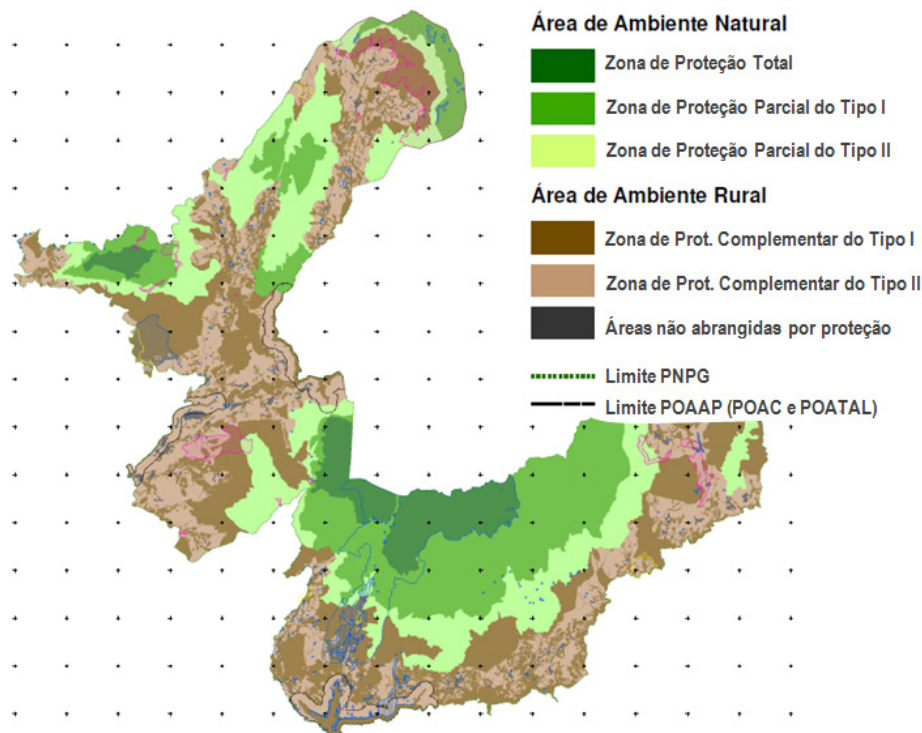 Área de Ambiente Natural
Zona de Proteção Total
Zona de Proteção Parcial do Tipo I
Zona de Proteção Parcial do Tipo II
Área de Ambiente Rural
Zona de Prot. Complementar do Tipo I
Zona de Prot. Complementar do Tipo II
Áreas não abrangidas por proteção
Limite PNPG
Limite POAAP (POAC e POATAL)